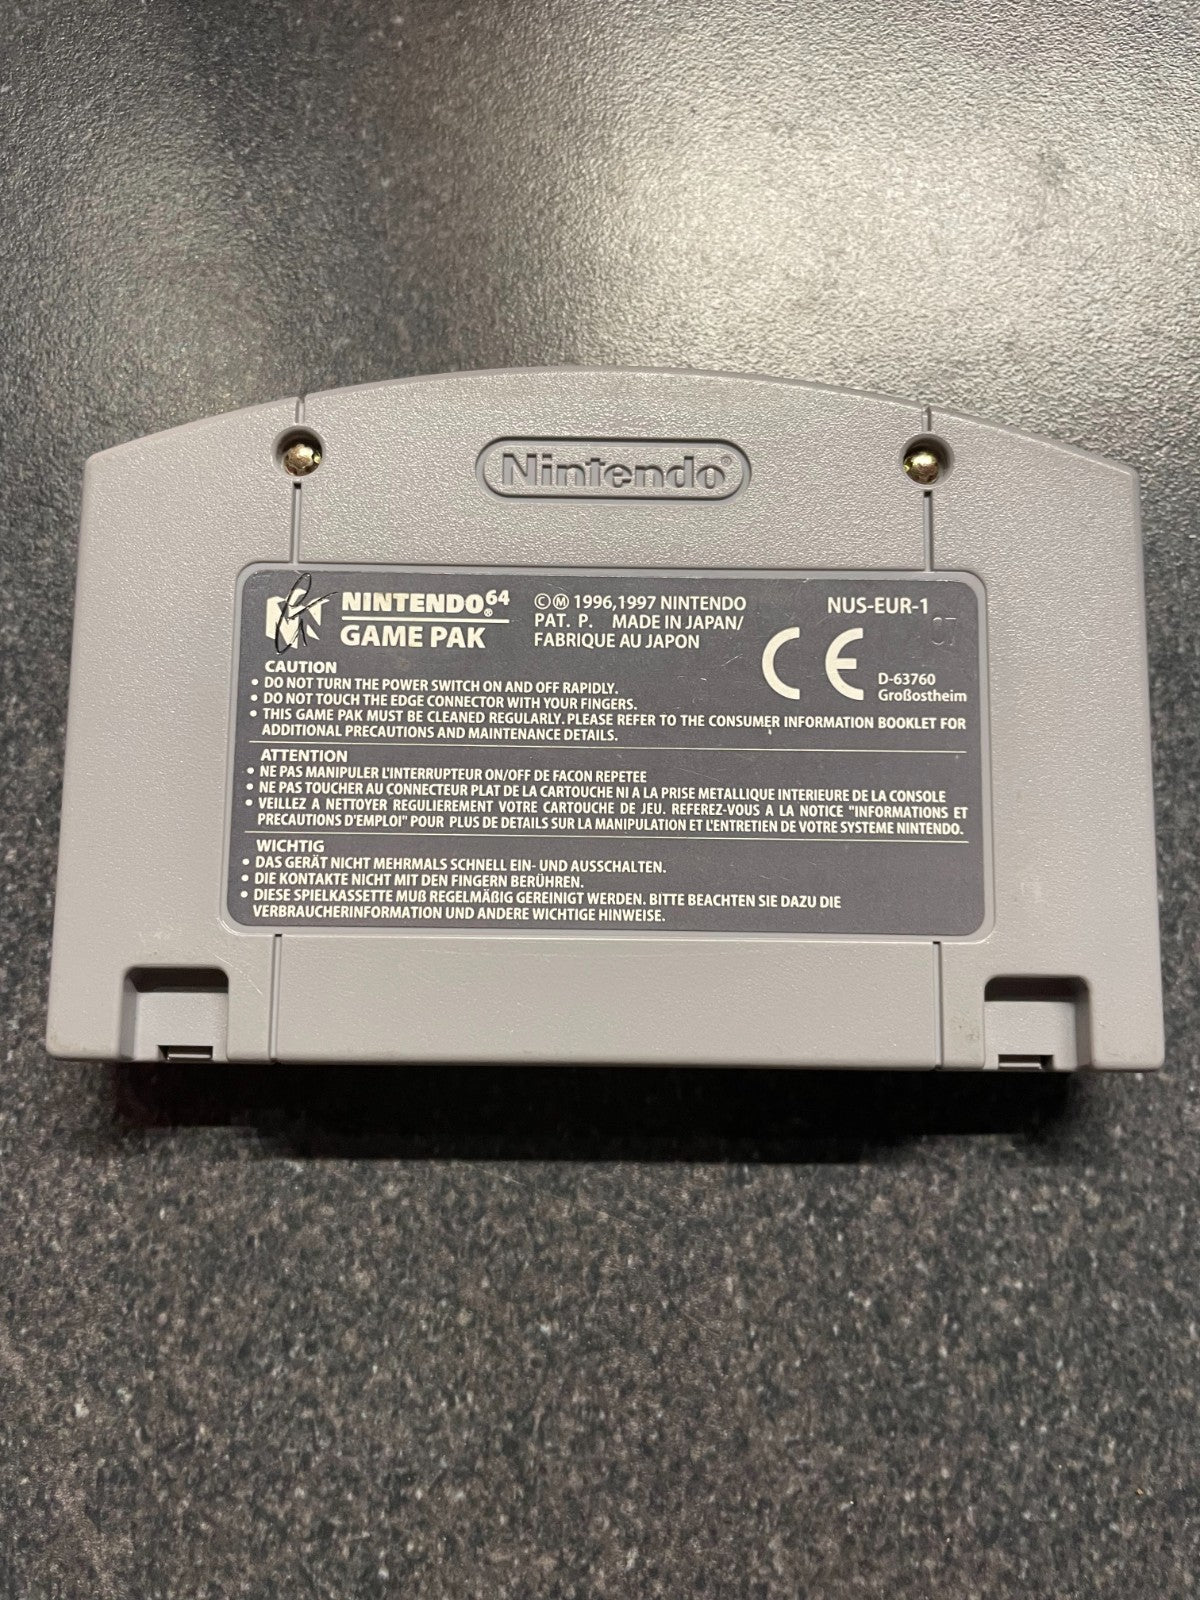 Nintendo®
NINTENDO64®
GAME PAK
©Ⓜ 1996,1997 NINTENDO
PAT. P. MADE IN JAPAN/
FABRIQUE AU JAPON
NUS-EUR-1
07
CE
D-63760
Großostheim
CAUTION
• DO NOT TURN THE POWER SWITCH ON AND OFF RAPIDLY.
• DO NOT TOUCH THE EDGE CONNECTOR WITH YOUR FINGERS.
• THIS GAME PAK MUST BE CLEANED REGULARLY. PLEASE REFER TO THE CONSUMER INFORMATION BOOKLET FOR
ADDITIONAL PRECAUTIONS AND MAINTENANCE DETAILS.
ATTENTION
• NE PAS MANIPULER L'INTERRUPTEUR ON/OFF DE FACON REPETEE
• NE PAS TOUCHER AU CONNECTEUR PLAT DE LA CARTOUCHE NI A LA PRISE METALLIQUE INTERIEURE DE LA CONSOLE
• VEILLEZ A NETTOYER REGULIEREMENT VOTRE CARTOUCHE DE JEU. REFEREZ-VOUS A LA NOTICE "INFORMATIONS ET
PRECAUTIONS D'EMPLOI" POUR PLUS DE DETAILS SUR LA MANIPULATION ET L'ENTRETIEN DE VOTRE SYSTEME NINTENDO.
WICHTIG
• DAS GERÄT NICHT MEHRMALS SCHNELL EIN- UND AUSSCHALTEN.
• DIE KONTAKTE NICHT MIT DEN FINGERN BERÜHREN.
• DIESE SPIELKASSETTE MUß REGELMÄßIG GEREINIGT WERDEN. BITTE BEACHTEN SIE DAZU DIE
VERBRAUCHERINFORMATION UND ANDERE WICHTIGE HINWEISE.